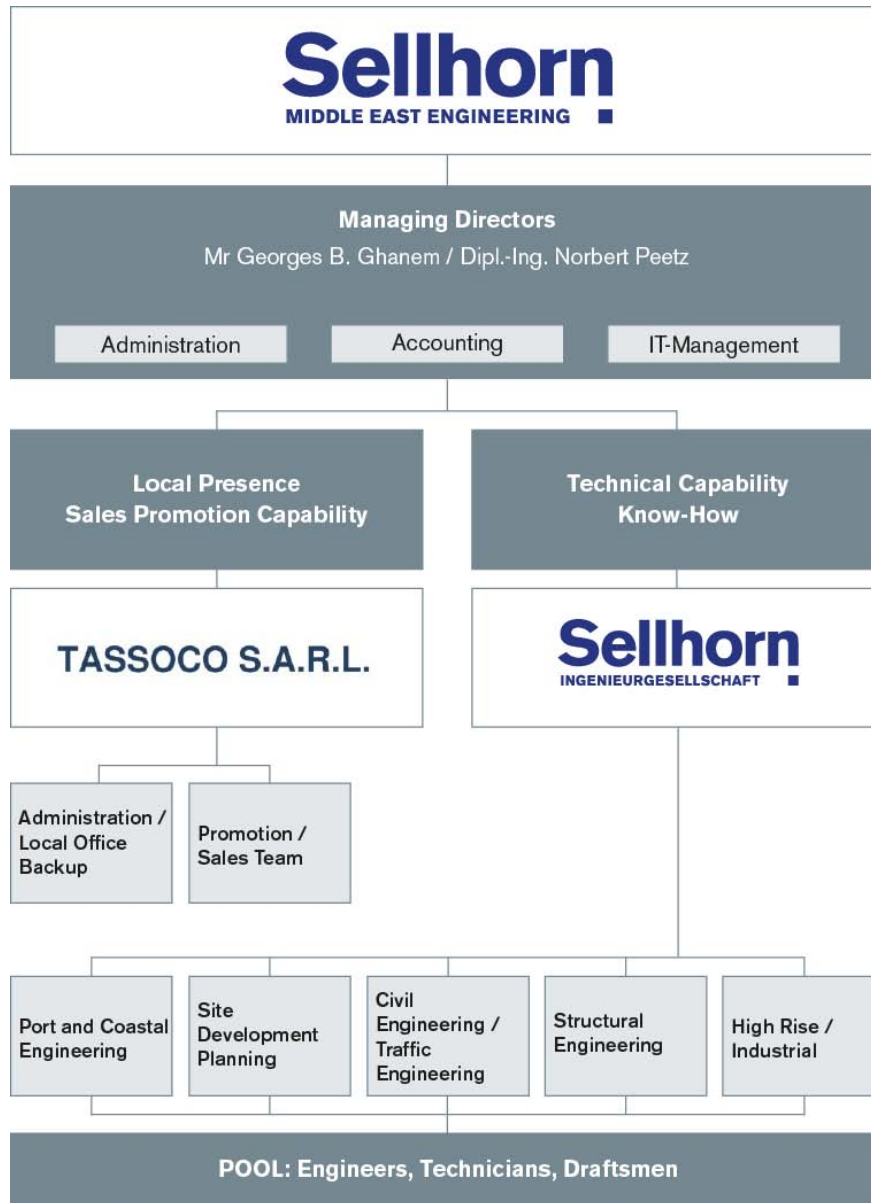 Sellhorn
MIDDLE EAST ENGINEERING
Managing Directors
Mr Georges B. Ghanem / Dipl.-Ing. Norbert Peetz
Administration
Accounting
IT-Management
Local Presence
Sales Promotion Capability
Technical Capability
Know-How
TASSOCO S.A.R.L.
Sellhorn
INGENIEURGESELLSCHAFT
Administration /
Local Office
Backup
Promotion /
Sales Team
Port and Coastal
Engineering
Site
Development
Planning
Civil
Engineering /
Traffic
Engineering
Structural
Engineering
High Rise /
Industrial
POOL: Engineers, Technicians, Draftsmen